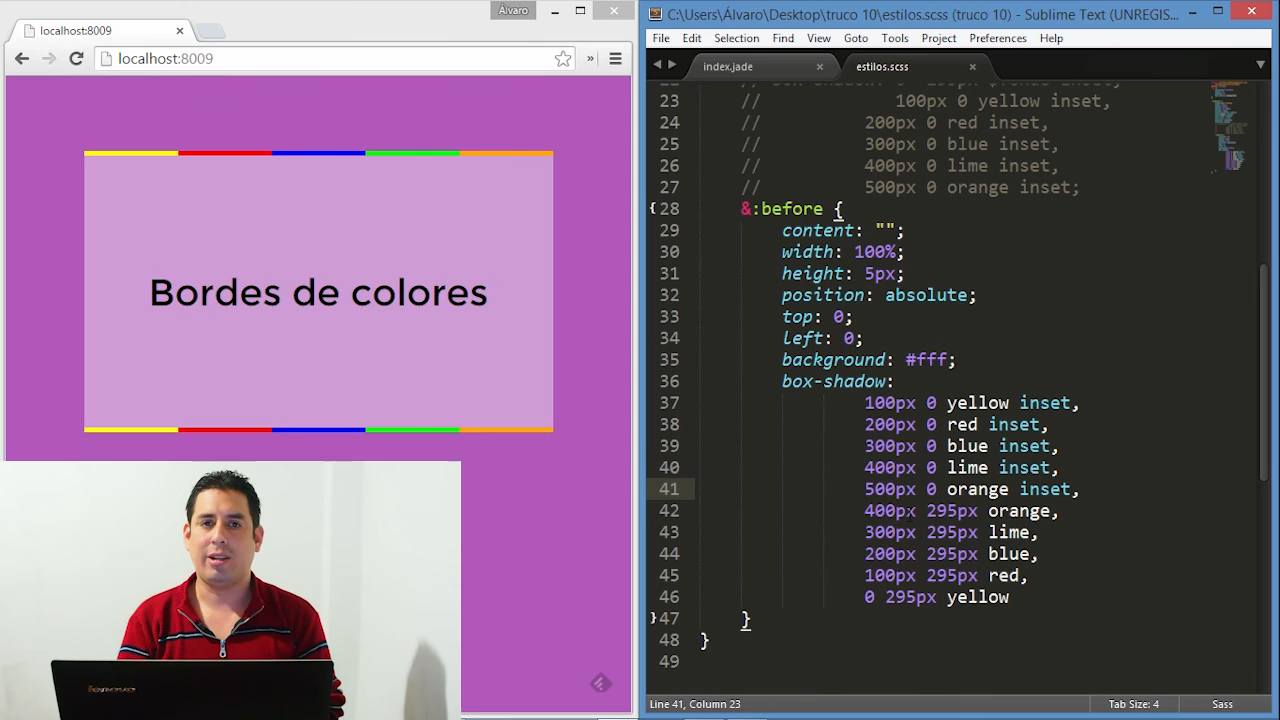 Álvaro
localhost:8009
localhost:8009
Bordes de colores
lenovo
C:\Users\Álvaro\Desktop\truco 10\estilos.scss (truco 10) - Sublime Text (UNREGIS...
File Edit Selection Find View Goto Tools Project Preferences Help
index.jade estilos.scss
23 // 100px 0 yellow inset,
24 // 200px 0 red inset,
25 // 300px 0 blue inset,
26 // 400px 0 lime inset,
27 // 500px 0 orange inset;
28 &:before {
29 content: "";
30 width: 100%;
31 height: 5px;
32 position: absolute;
33 top: 0;
34 left: 0;
35 background: #fff;
36 box-shadow:
37 100px 0 yellow inset,
38 200px 0 red inset,
39 300px 0 blue inset,
40 400px 0 lime inset,
41 500px 0 orange inset,
42 400px 295px orange,
43 300px 295px lime,
44 200px 295px blue,
45 100px 295px red,
46 0 295px yellow
47 }
48 }
49
Line 41, Column 23 Tab Size: 4 Sass